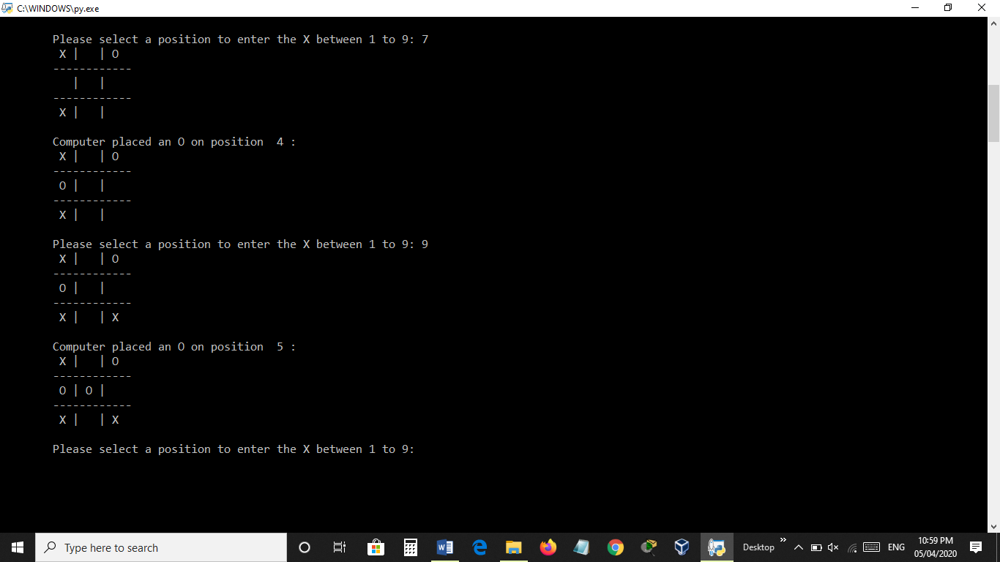 C:\WINDOWS\py.exe
Please select a position to enter the X between 1 to 9: 7
 X |   | O
------------
   |   |
------------
 X |   |
Computer placed an O on position  4 :
 X |   | O
------------
 O |   |
------------
 X |   |
Please select a position to enter the X between 1 to 9: 9
 X |   | O
------------
 O |   |
------------
 X |   | X
Computer placed an O on position  5 :
 X |   | O
------------
 O | O |
------------
 X |   | X
Please select a position to enter the X between 1 to 9:
Type here to search
Desktop
ENG
10:59 PM
05/04/2020